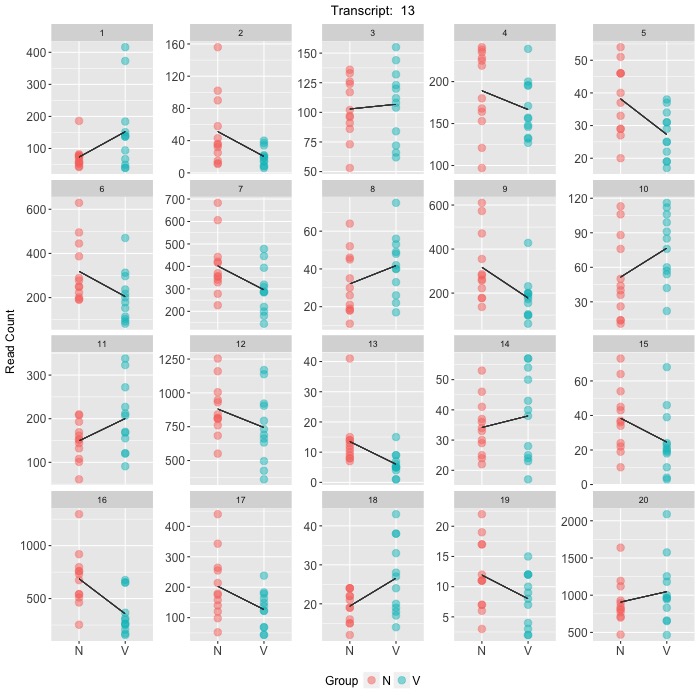 Transcript: 13
1 2 3 4 5
400 160 150 200 50
300 120 125 150 40
200 80 100 100 30
100 40 75 20
0 50
6 7 8 9 10
600 700 60 600 120
400 600 40 400 90
200 500 20 200 60
400 30
300
200
Read Count
11 12 13 14 15
300 1250 40 50 60
200 1000 30 40 40
100 750 20 30 20
500 10 20 0
0
16 17 18 19 20
1000 400 40 20 2000
500 300 30 15 1500
200 20 10 1000
100 5 500
N V N V N V N V N V
Group N V